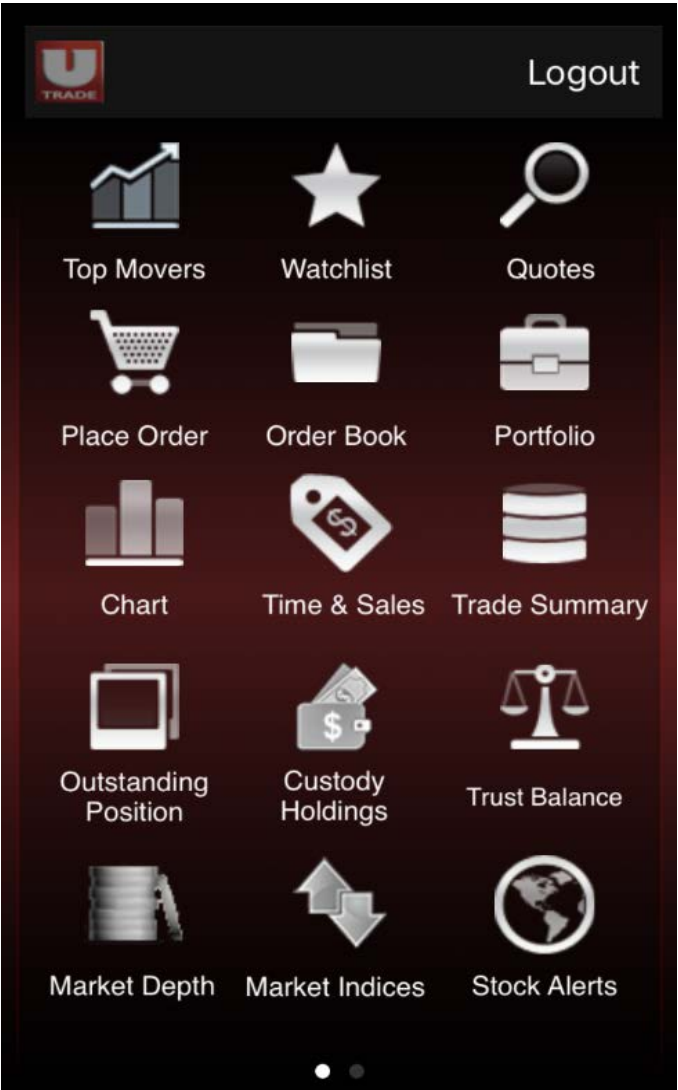 U
TRADE
Logout
Top Movers
Watchlist
Quotes
Place Order
Order Book
Portfolio
Chart
Time & Sales
Trade Summary
Outstanding
Position
Custody
Holdings
Trust Balance
Market Depth
Market Indices
Stock Alerts